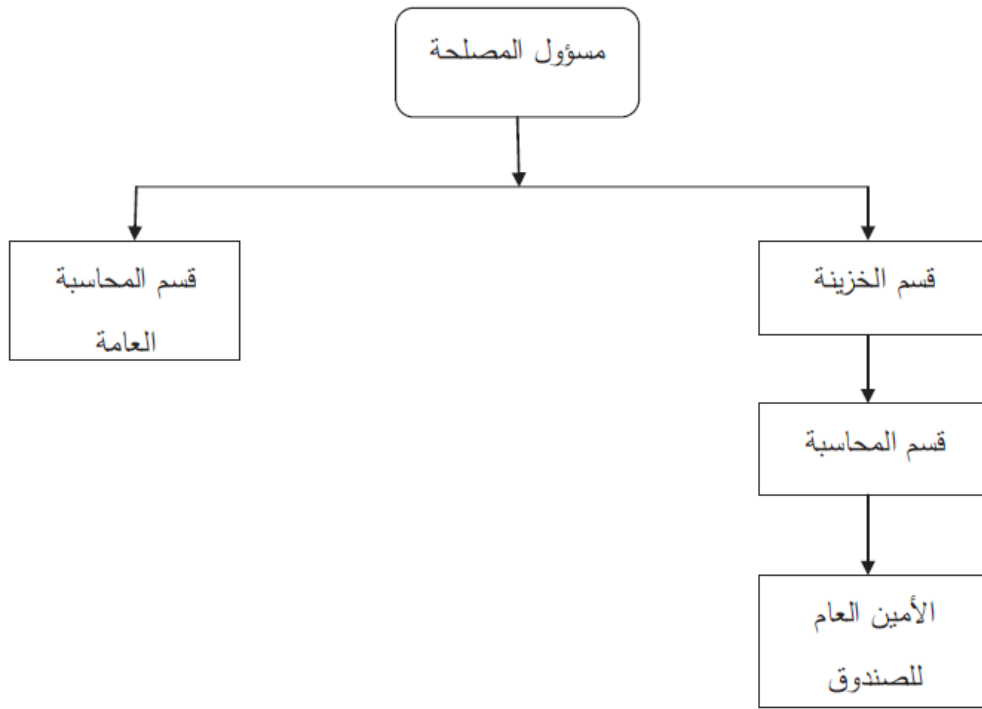 مسؤول المصلحة
قسم الخزينة
قسم المحاسبة
العامة
قسم المحاسبة
الأمين العام
للصندوق